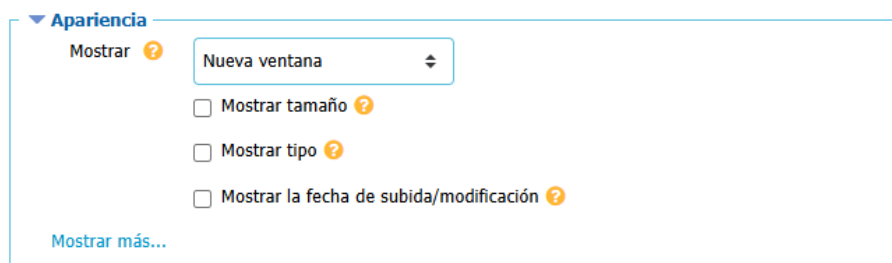 Apariencia
Mostrar
Nueva ventana
Mostrar tamaño
Mostrar tipo
Mostrar la fecha de subida/modificación
Mostrar más...